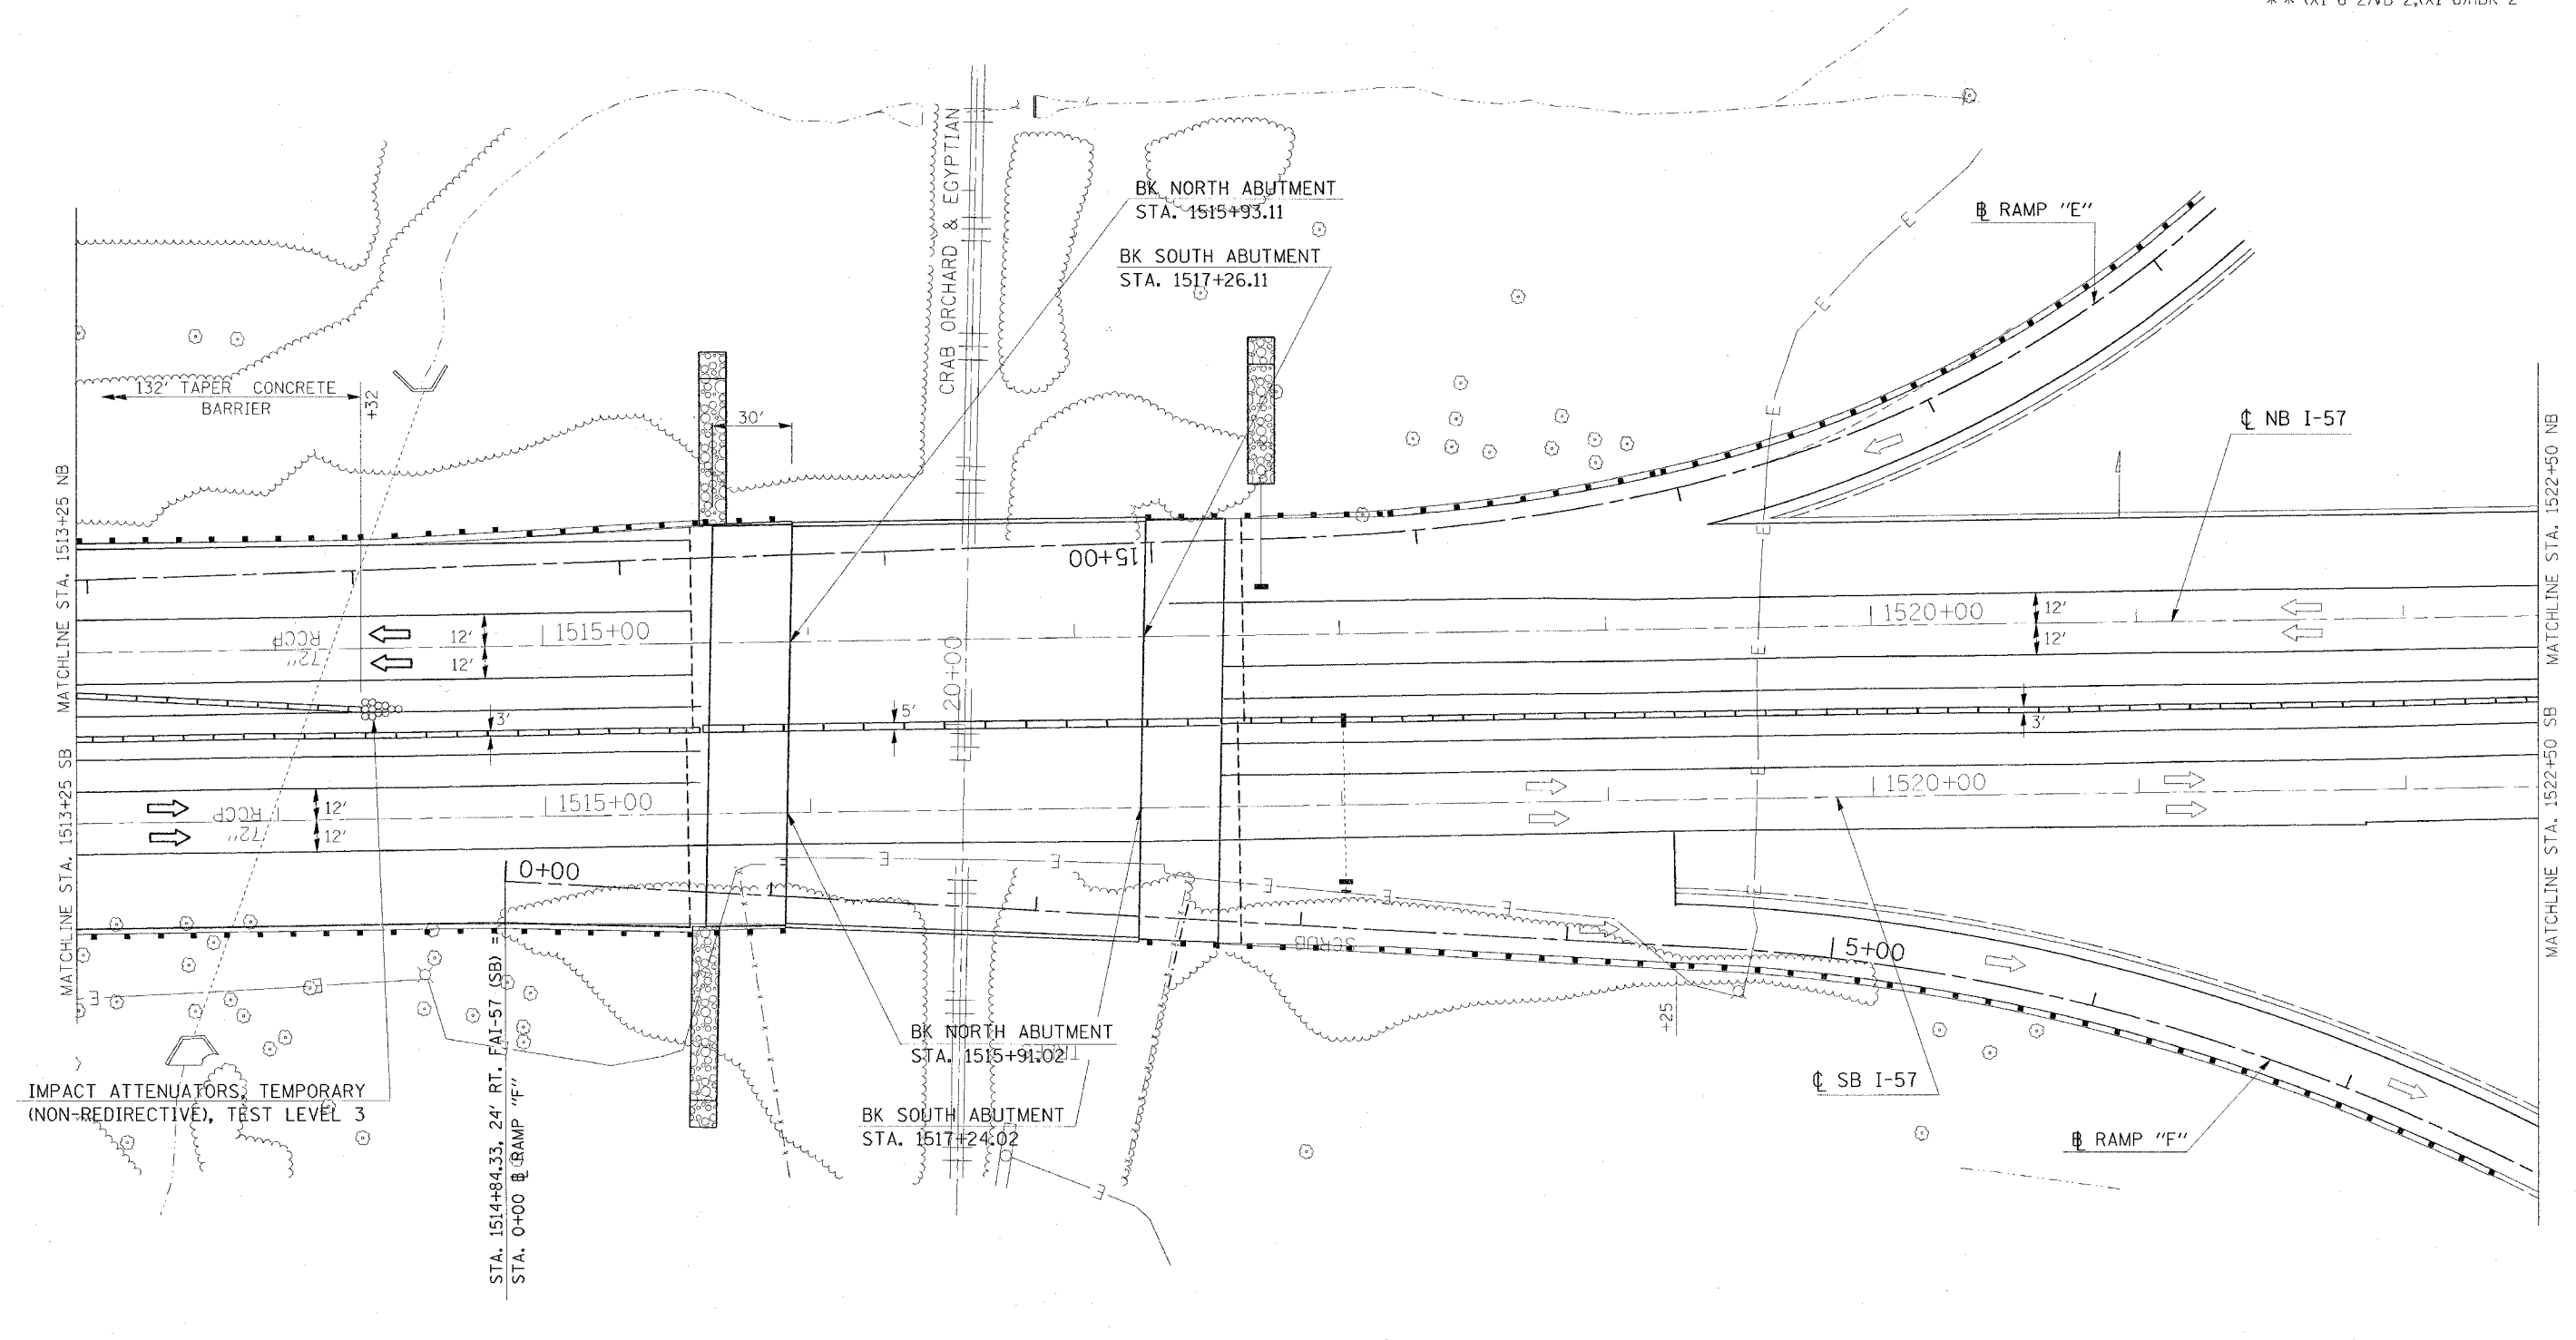 CRAB ORCHARD & EGYPTIAN
BK NORTH ABUTMENT
STA. 1515+93.11
BK SOUTH ABUTMENT
STA. 1517+26.11
℄ RAMP "E"
E
E
E
132' TAPER CONCRETE
BARRIER
+32
30'
℄ NB I-57
MATCHLINE STA. 1513+25 NB
MATCHLINE STA. 1522+50 NB
15+00
E
1515+00
12'
12'
72"
RCCP
1520+00
12'
12'
E
20+00
3'
5'
3'
MATCHLINE STA. 1513+25 SB
MATCHLINE STA. 1522+50 SB
1515+00
12'
12'
72"
RCCP
E
1520+00
0+00
E
E
E
E
E
E
SCRUB
5+00
E
E
+25
STA. 1514+84.33, 24' RT. FAI-57 (SB) =
STA. 0+00 ℄ RAMP "F"
BK NORTH ABUTMENT
STA. 1515+91.02
BK SOUTH ABUTMENT
STA. 1517+24.02
IMPACT ATTENUATORS, TEMPORARY
(NON-REDIRECTIVE), TEST LEVEL 3
℄ SB I-57
℄ RAMP "F"
E